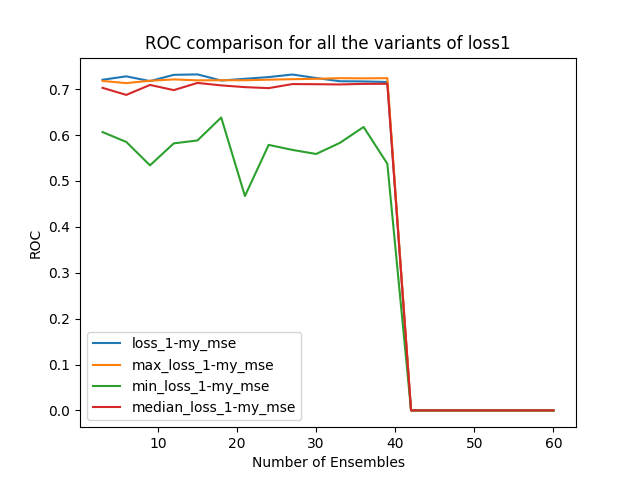 ROC comparison for all the variants of loss1
ROC
0.7
0.6
0.5
0.4
0.3
0.2
0.1
0.0
loss_1-my_mse
max_loss_1-my_mse
min_loss_1-my_mse
median_loss_1-my_mse
10 20 30 40 50 60
Number of Ensembles